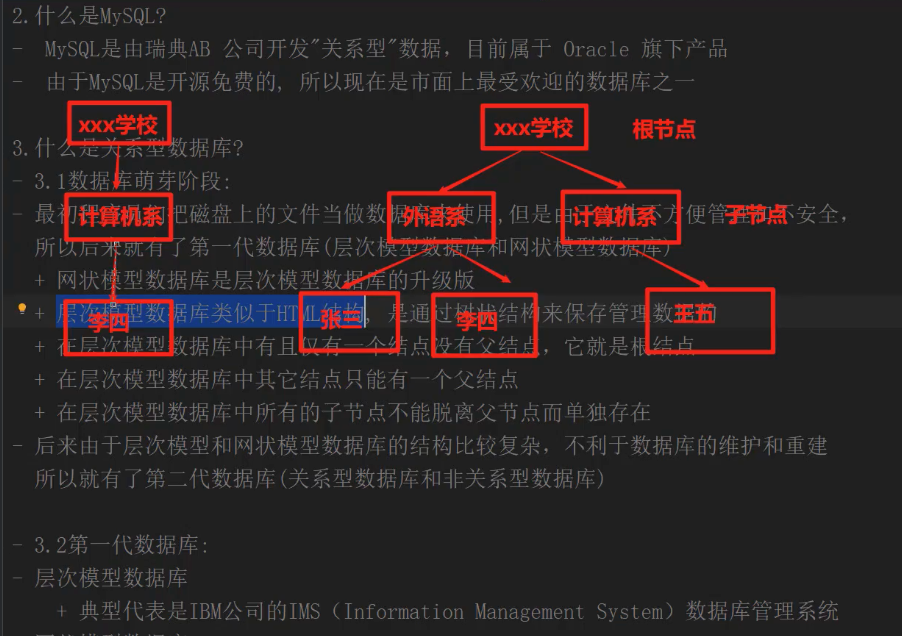 2.什么是MySQL?
- MySQL是由瑞典AB 公司开发"关系型"数据，目前属于 Oracle 旗下产品
- 由于MySQL是开源免费的, 所以现在是市面上最受欢迎的数据库之一
xxx学校
xxx学校
根节点
3.什么是关系型数据库?
- 3.1数据库萌芽阶段:
计算机系
外语系
计算机系
子节点
- 最初 把磁盘上的文件当做数据 使用,但是由 不方便管 不安全,
所以后来就有了第一代数据库(层次模型数据库和网状模型数据库)
+ 网状模型数据库是层次模型数据库的升级版
李四
张三
李四
王五
+ 层次模型数据库类似于HTML结构, 是通过树状结构来保存管理数据的
+ 在层次模型数据库中有且仅有一个结点没有父结点, 它就是根结点
+ 在层次模型数据库中其它结点只能有一个父结点
+ 在层次模型数据库中所有的子节点不能脱离父节点而单独存在
- 后来由于层次模型和网状模型数据库的结构比较复杂, 不利于数据库的维护和重建
所以就有了第二代数据库(关系型数据库和非关系型数据库)
- 3.2第一代数据库:
- 层次模型数据库
+ 典型代表是IBM公司的IMS（Information Management System）数据库管理系统